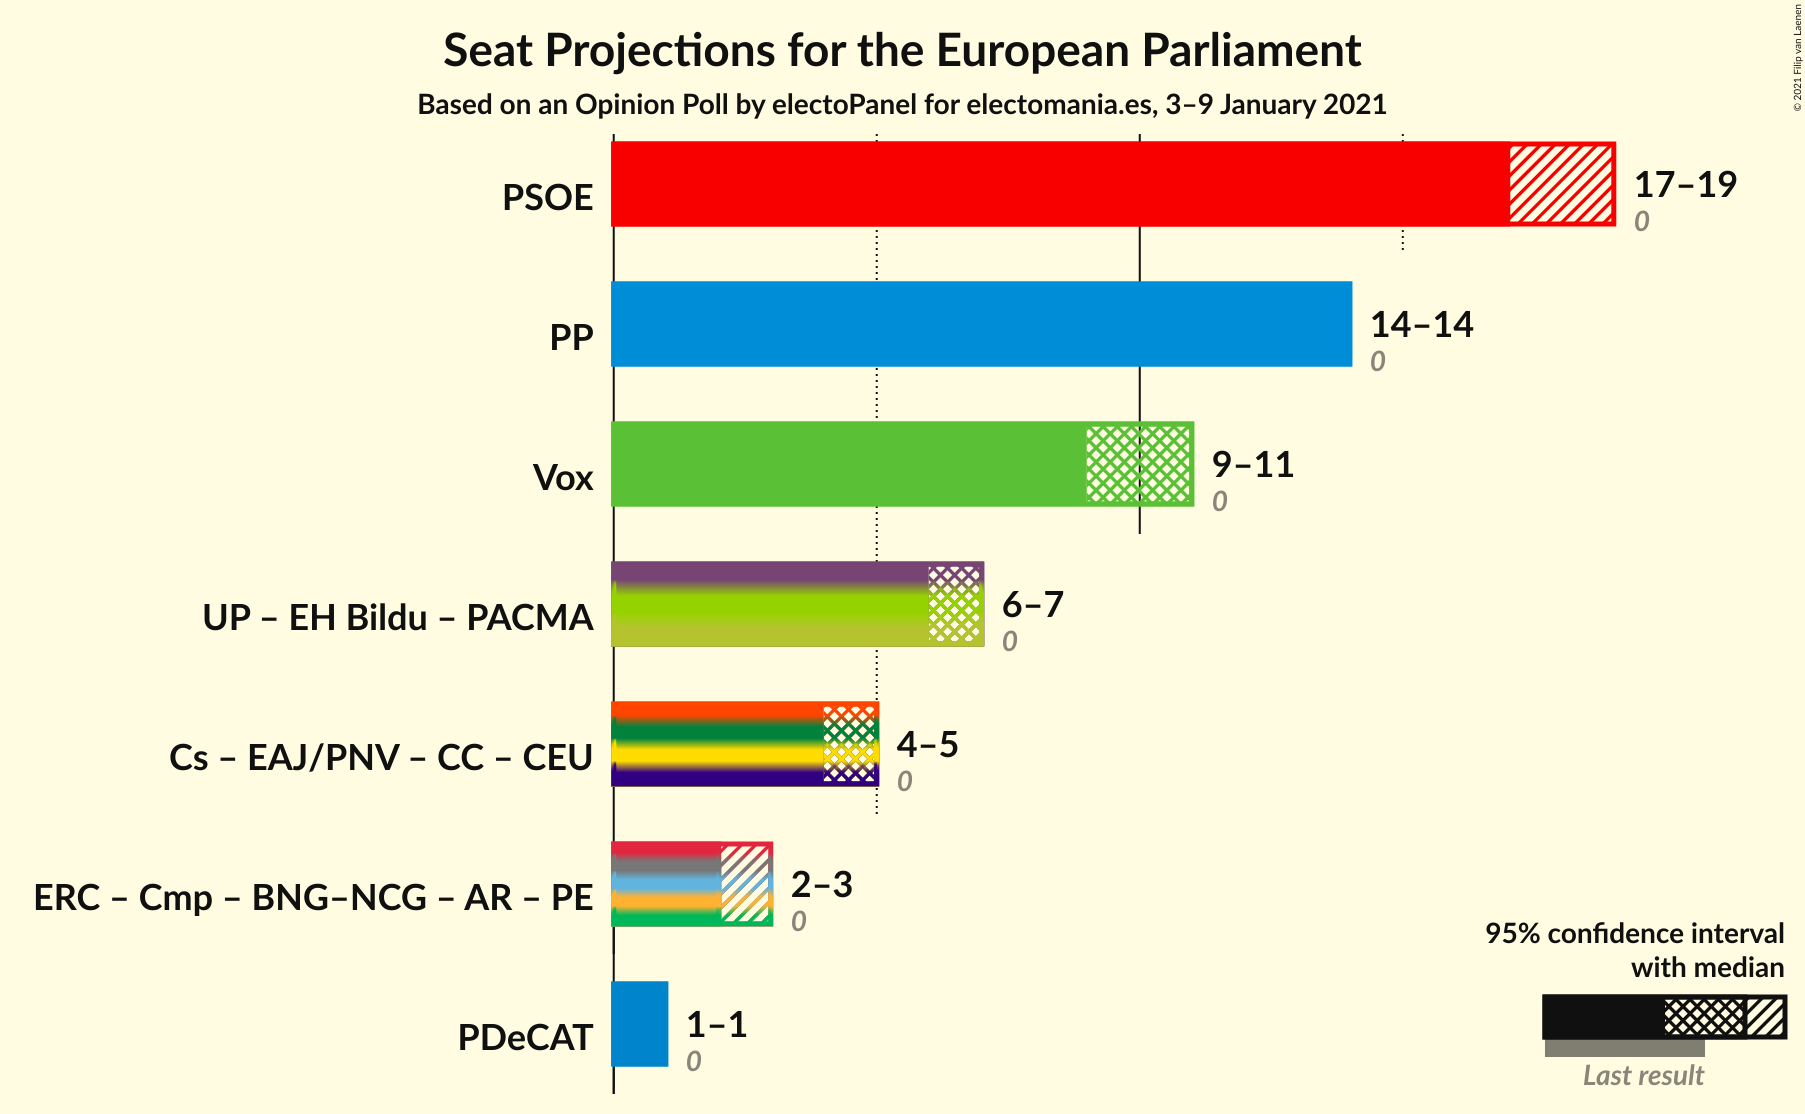 Seat Projections for the European Parliament
Based on an Opinion Poll by electoPanel for electomania.es, 3–9 January 2021
© 2021 Filip van Laenen
PSOE
17–19
0
PP
14–14
0
Vox
9–11
0
UP – EH Bildu – PACMA
6–7
0
Cs – EAJ/PNV – CC – CEU
4–5
0
ERC – Cmp – BNG–NCG – AR – PE
2–3
0
PDeCAT
1–1
0
95% confidence interval
with median
Last result